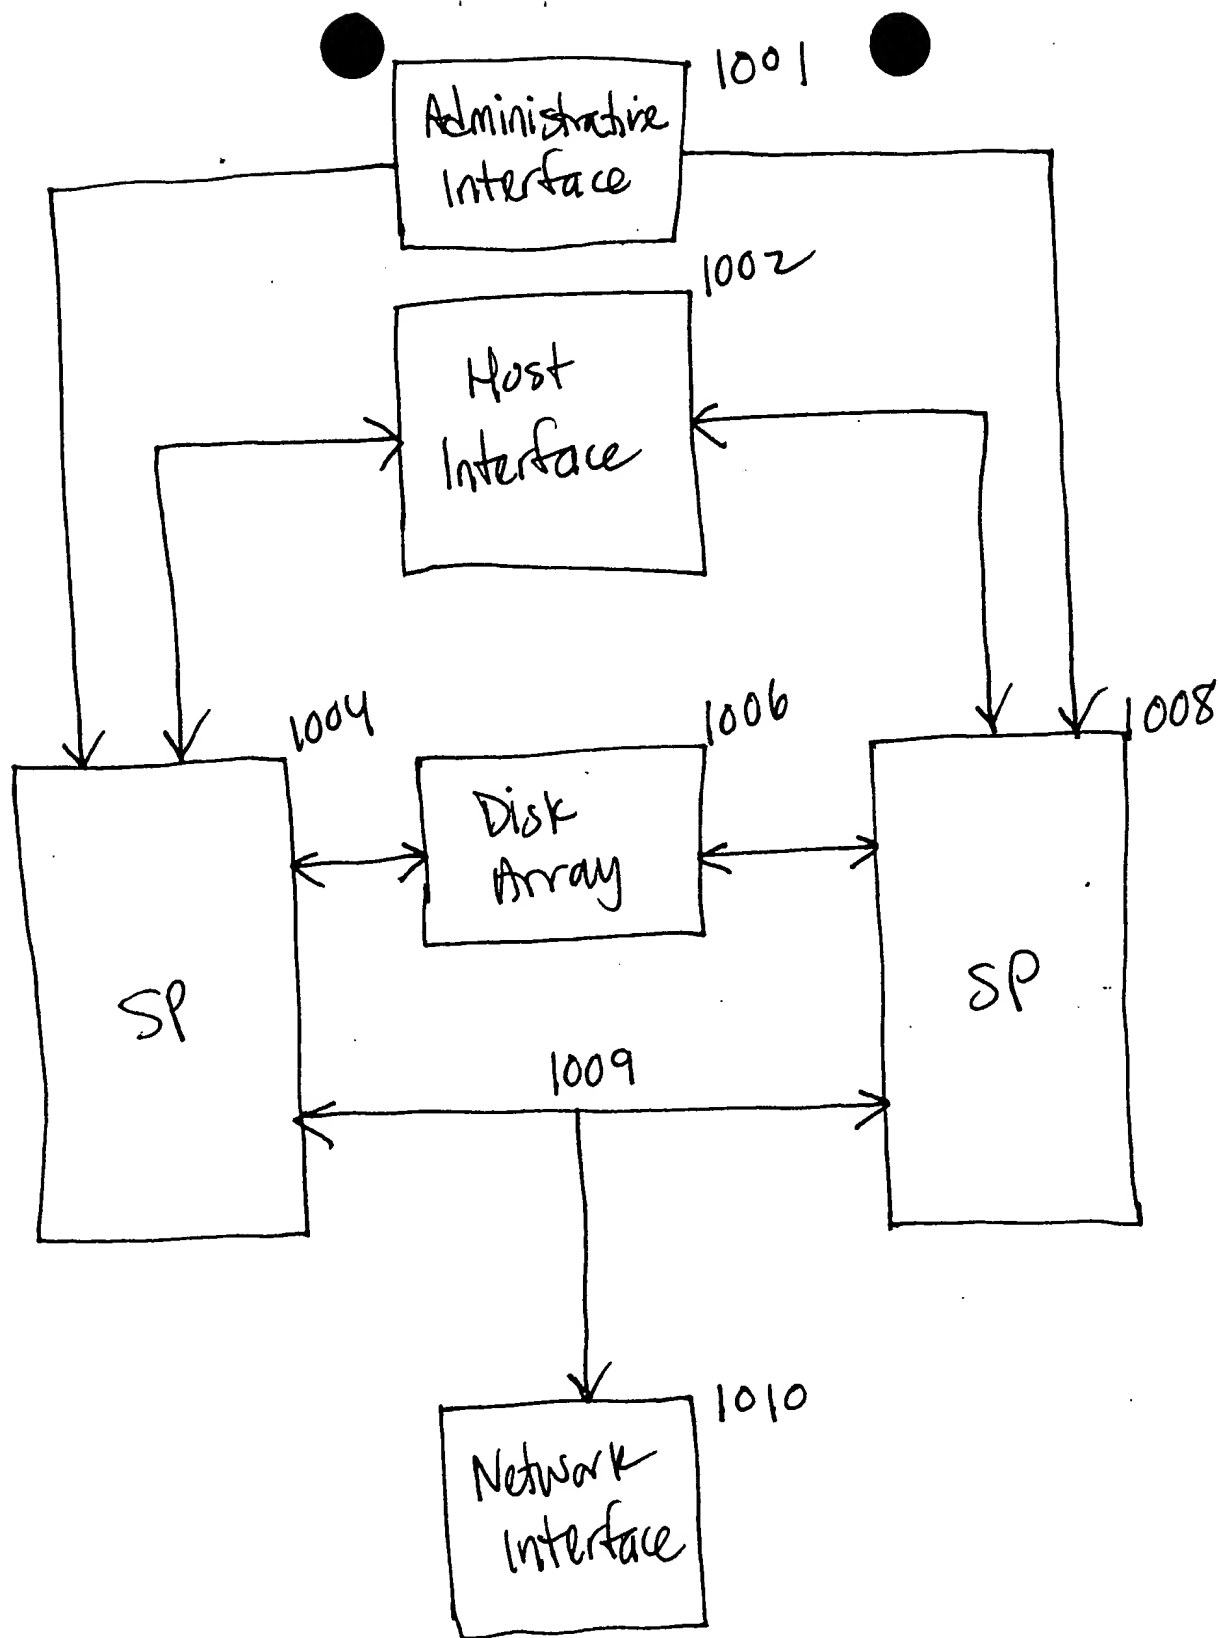 1001
Administrative
Interface
1002
Host
Interface
1004
1006
1008
Disk
Array
SP
SP
1009
1010
Network
Interface